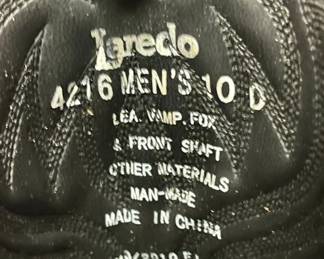 Laredo
4216 MEN'S 10 D
LEA. VAMP. FOX
& FRONT SHAFT
OTHER MATERIALS
MAN-MADE
MADE IN CHINA